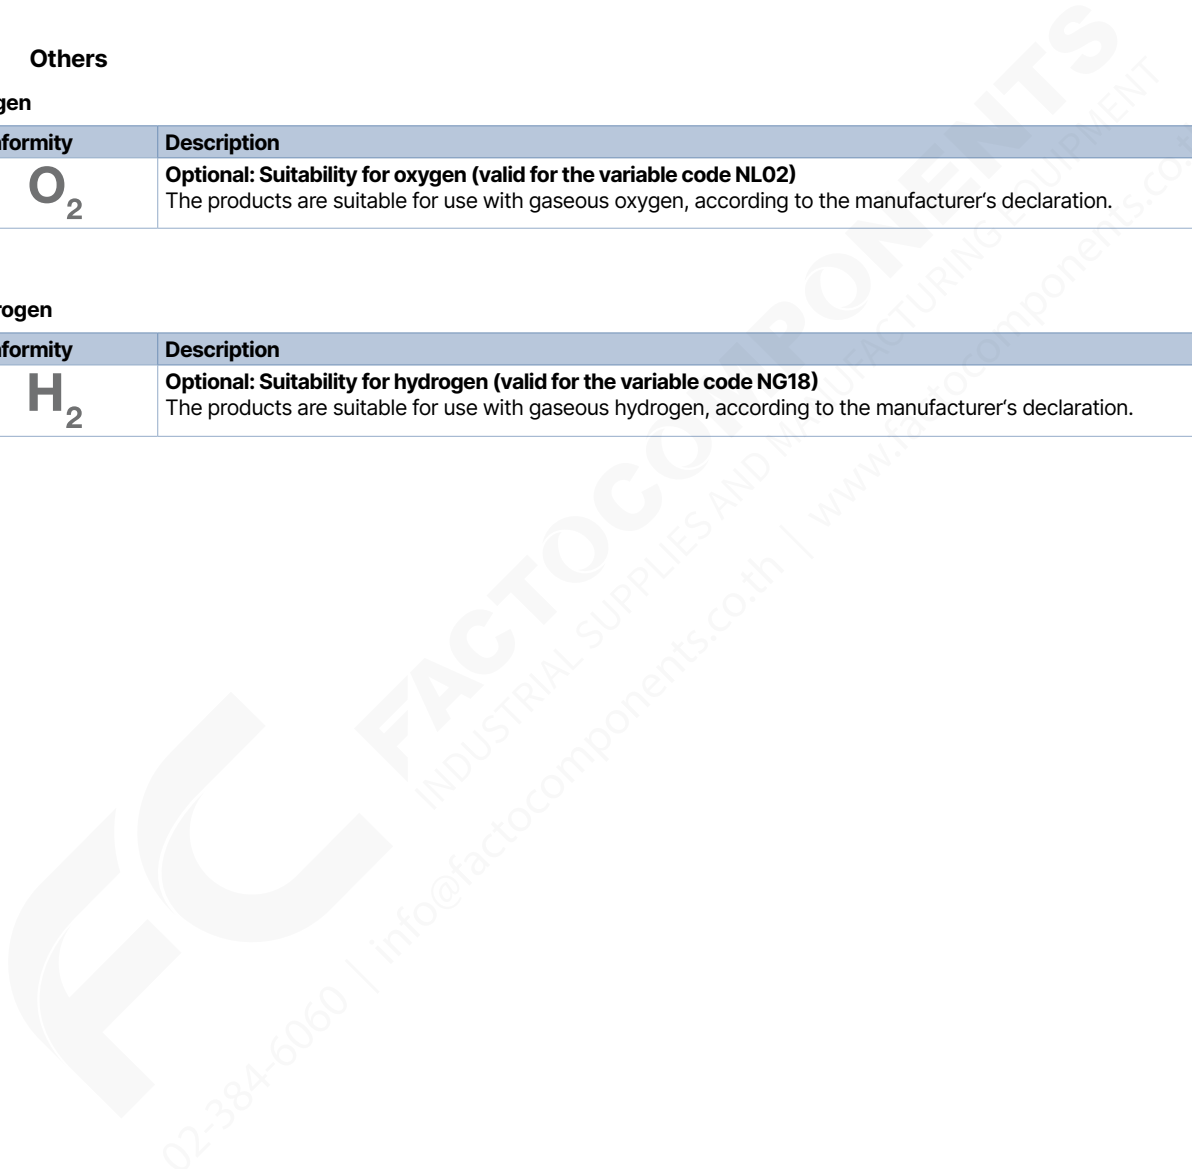 Others
gen
formity Description
O2 Optional: Suitability for oxygen (valid for the variable code NL02)
The products are suitable for use with gaseous oxygen, according to the manufacturer‘s declaration.
rogen
formity Description
H2 Optional: Suitability for hydrogen (valid for the variable code NG18)
The products are suitable for use with gaseous hydrogen, according to the manufacturer‘s declaration.
FC
FACTOCOMPONENTS
INDUSTRIAL SUPPLIES AND MANUFACTURING EQUIPMENT
02-384-6060 | info@factocomponents.co.th | www.factocomponents.co.t